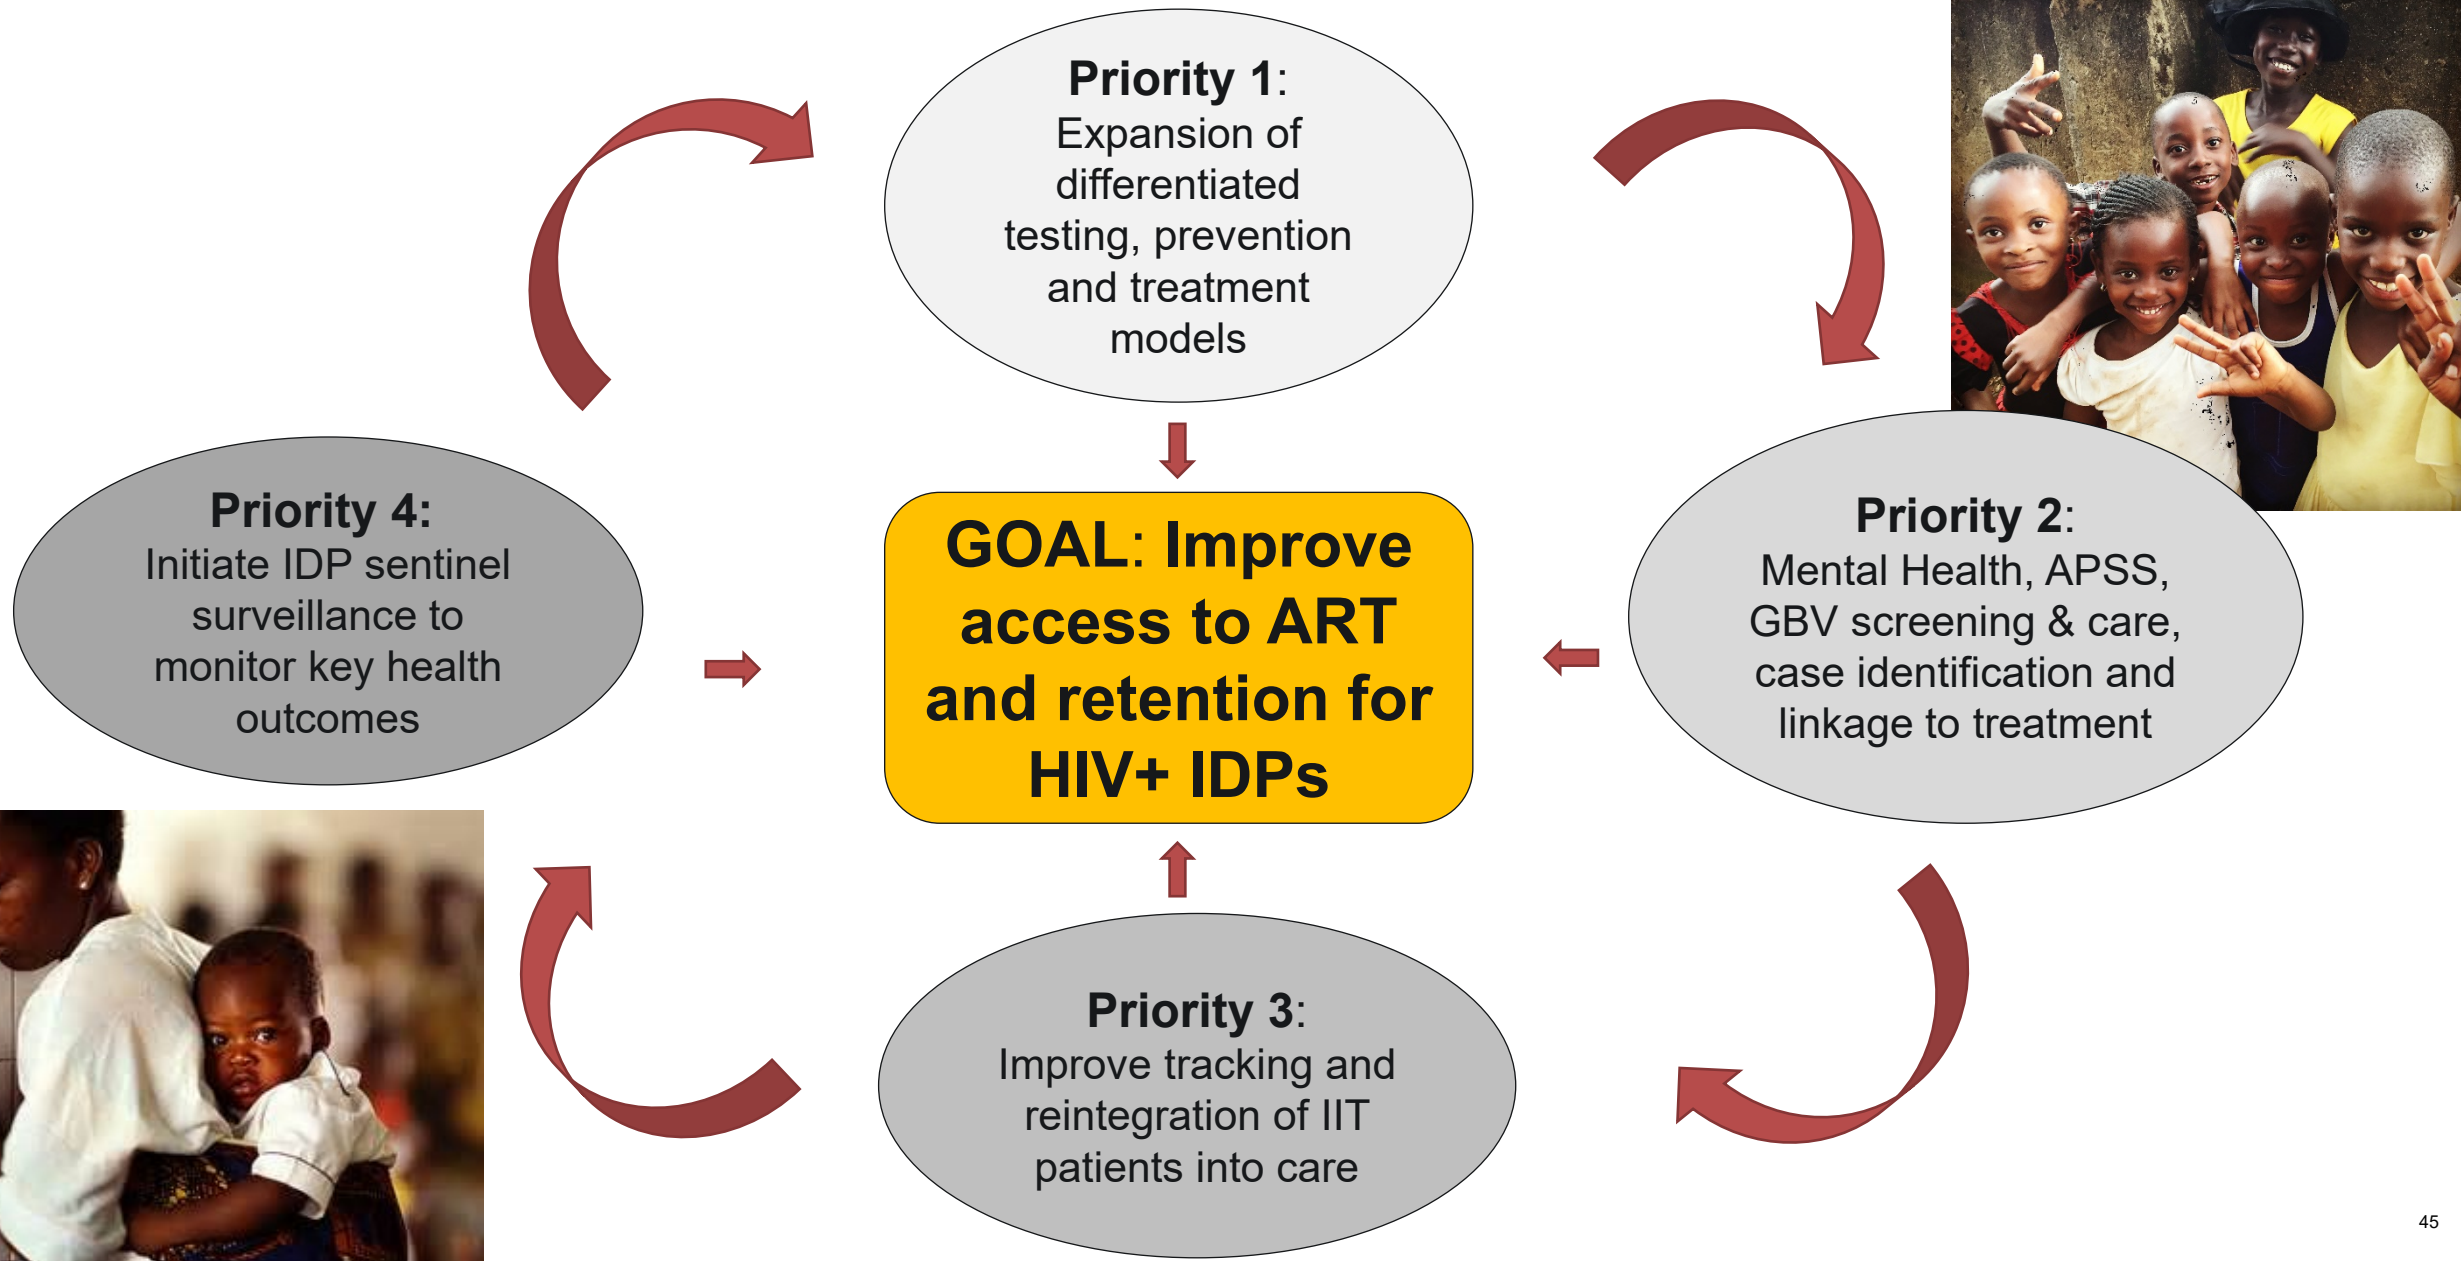 Priority 1:
Expansion of
differentiated
testing, prevention
and treatment
models
Priority 4:
Initiate IDP sentinel
surveillance to
monitor key health
outcomes
GOAL: Improve
access to ART
and retention for
HIV+ IDPs
Priority 2:
Mental Health, APSS,
GBV screening & care,
case identification and
linkage to treatment
Priority 3:
Improve tracking and
reintegration of IIT
patients into care
45